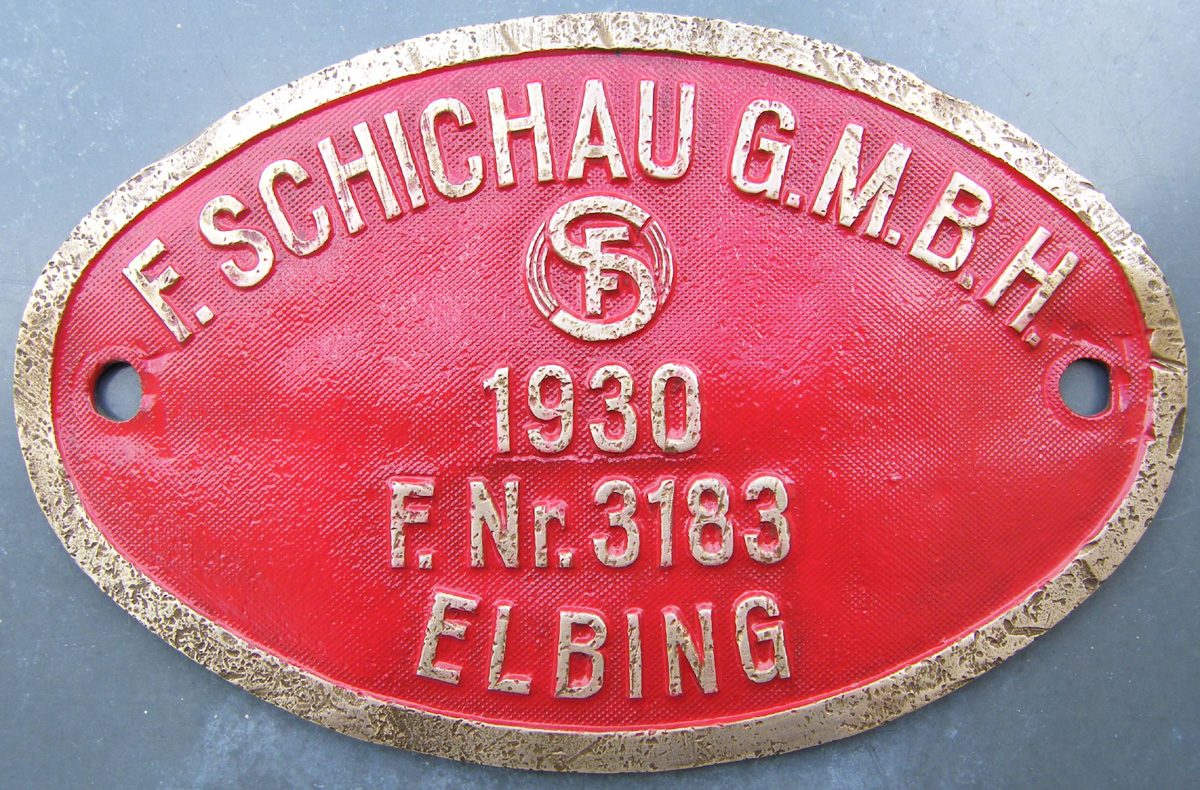 F. SCHICHAU G.M.B.H.
SF
1930
F. Nr. 3183
ELBING